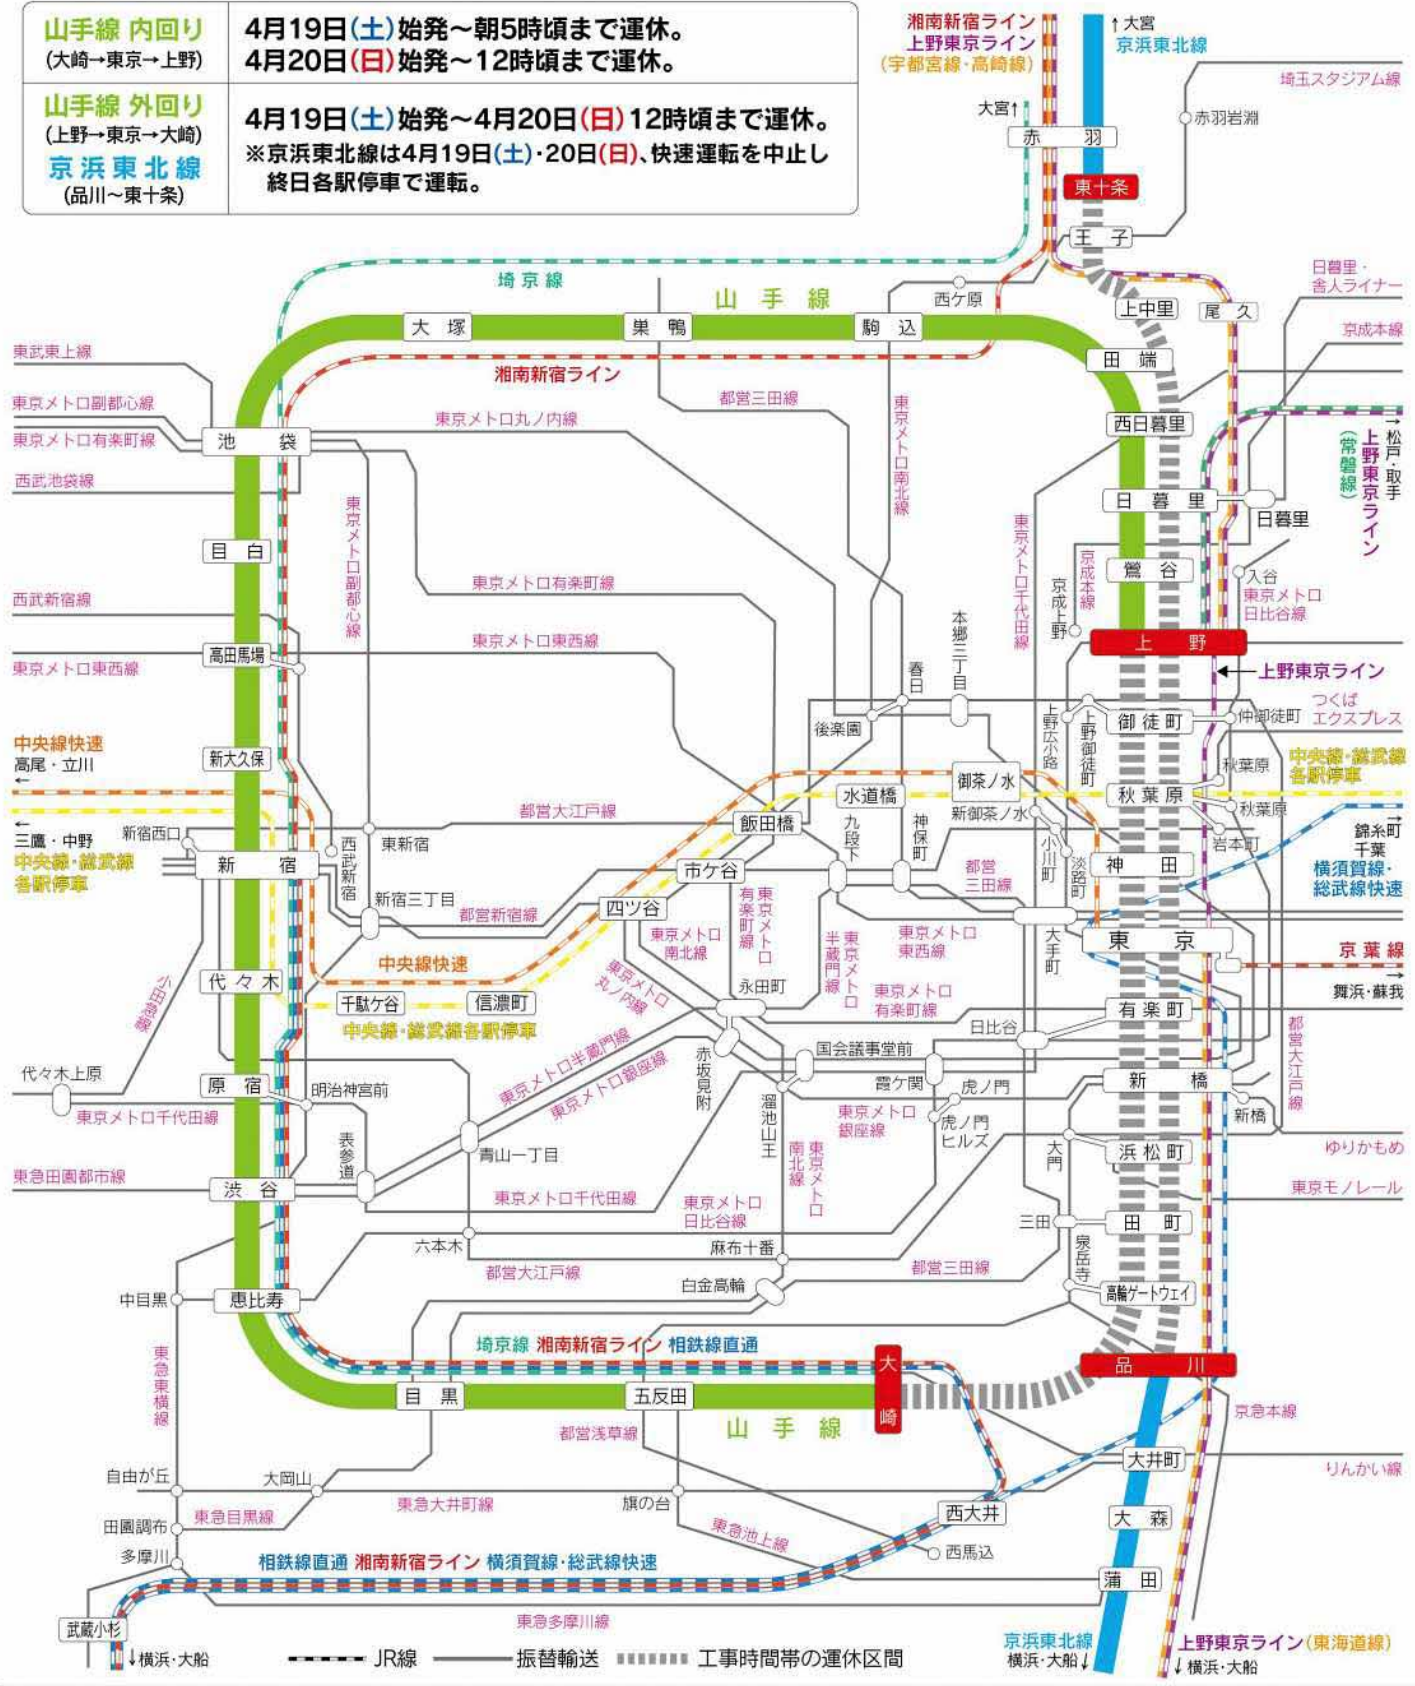 山手線 内回り
(大崎→東京→上野)
4月19日(土)始発〜朝5時頃まで運休。
4月20日(日)始発〜12時頃まで運休。
山手線 外回り
(上野→東京→大崎)
京浜東北線
(品川〜東十条)
4月19日(土)始発〜4月20日(日)12時頃まで運休。
※京浜東北線は4月19日(土)・20日(日)、快速運転を中止し
終日各駅停車で運転。
湘南新宿ライン
上野東京ライン
(宇都宮線・高崎線)
↑大宮
京浜東北線
埼玉スタジアム線
大宮↑
赤羽岩淵
赤 羽
東十条
王 子
埼京線
山 手 線
西ケ原
上中里
尾 久
日暮里・
舎人ライナー
京成本線
大 塚
巣 鴨
駒 込
田 端
東武東上線
湘南新宿ライン
東京メトロ副都心線
東京メトロ有楽町線
東京メトロ丸ノ内線
都営三田線
東京メトロ南北線
西日暮里
池 袋
西武池袋線
東京メトロ副都心線
東京メトロ千代田線
日 暮 里
日暮里
上野東京ライン
(常磐線)
→松戸・取手
目 白
東京メトロ有楽町線
鶯 谷
京成本線
京成上野
入谷
東京メトロ
日比谷線
西武新宿線
高田馬場
東京メトロ東西線
東京メトロ東西線
本郷三丁目
春日
後楽園
上 野
上野東京ライン
上野広小路
上野御徒町
御徒町
仲御徒町
つくば
エクスプレス
中央線快速
高尾・立川
←
新大久保
御茶ノ水
秋葉原
秋葉原
秋葉原
中央線・総武線
各駅停車
←
三鷹・中野
中央線・総武線
各駅停車
新宿西口
都営大江戸線
東新宿
西武新宿
飯田橋
水道橋
九段下
神保町
新御茶ノ水
小川町
淡路町
岩本町
→
錦糸町
千葉
横須賀線・
総武線快速
新 宿
新宿三丁目
市ケ谷
四ツ谷
都営新宿線
都営
三田線
神 田
東京メトロ
有楽町線
東京メトロ
南北線
東京メトロ
半蔵門線
東京メトロ
東西線
大手町
東 京
京葉線
→
舞浜・蘇我
中央線快速
小田急線
代々木
千駄ケ谷
信濃町
中央線・総武線各駅停車
東京メトロ
丸ノ内線
永田町
東京メトロ
有楽町線
日比谷
有楽町
都営大江戸線
代々木上原
東京メトロ千代田線
原 宿
明治神宮前
東京メトロ半蔵門線
東京メトロ銀座線
赤坂見附
国会議事堂前
霞ケ関
虎ノ門
虎ノ門
ヒルズ
溜池山王
東京メトロ
銀座線
新 橋
新橋
ゆりかもめ
表参道
青山一丁目
東京メトロ
南北線
大門
浜松町
東急田園都市線
渋 谷
東京メトロ千代田線
東京メトロ
日比谷線
東京モノレール
六本木
麻布十番
三田
田 町
都営大江戸線
都営三田線
泉岳寺
白金高輪
高輪ゲートウェイ
中目黒
恵比寿
埼京線 湘南新宿ライン 相鉄線直通
大崎
品 川
東急東横線
目 黒
五反田
山 手 線
都営浅草線
京急本線
りんかい線
大井町
自由が丘
大岡山
東急大井町線
旗の台
西大井
大 森
田園調布
東急目黒線
東急池上線
西馬込
多摩川
相鉄線直通 湘南新宿ライン 横須賀線・総武線快速
蒲 田
東急多摩川線
武蔵小杉
↓横浜・大船
JR線
振替輸送
工事時間帯の運休区間
京浜東北線
横浜・大船↓
上野東京ライン(東海道線)
↓横浜・大船